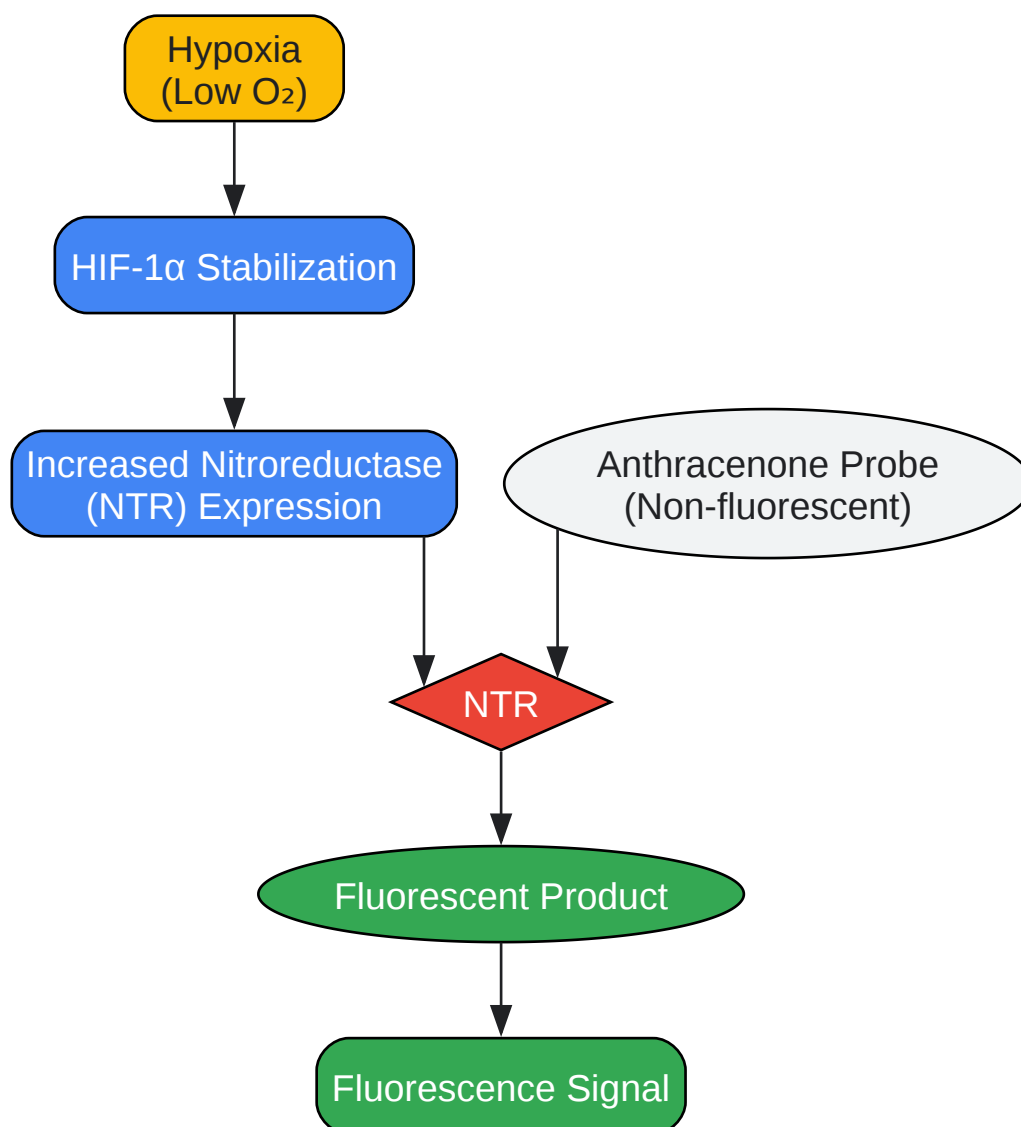 Hypoxia
(Low O₂)
HIF-1α Stabilization
Increased Nitroreductase
(NTR) Expression
Anthracenone Probe
(Non-fluorescent)
NTR
Fluorescent Product
Fluorescence Signal